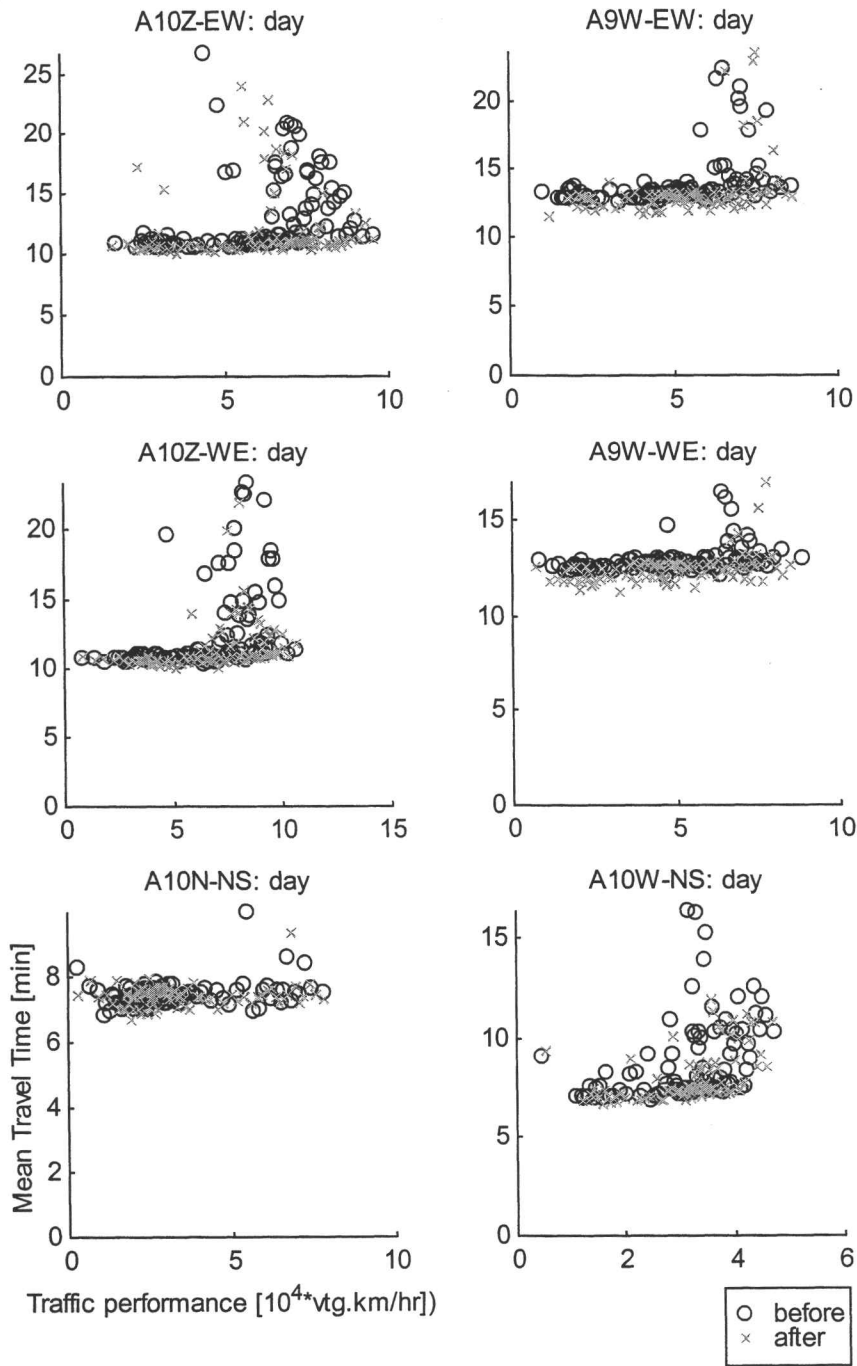 A10Z-EW: day
25
20
15
10
5
0
0 5 10
A9W-EW: day
20
15
10
5
0
0 5 10
A10Z-WE: day
20
15
10
5
0
0 5 10 15
A9W-WE: day
15
10
5
0
0 5 10
A10N-NS: day
Mean Travel Time [min]
8
6
4
2
0
0 5 10
A10W-NS: day
15
10
5
0
0 2 4 6
Traffic performance [10^4*vtg.km/hr])
before
after